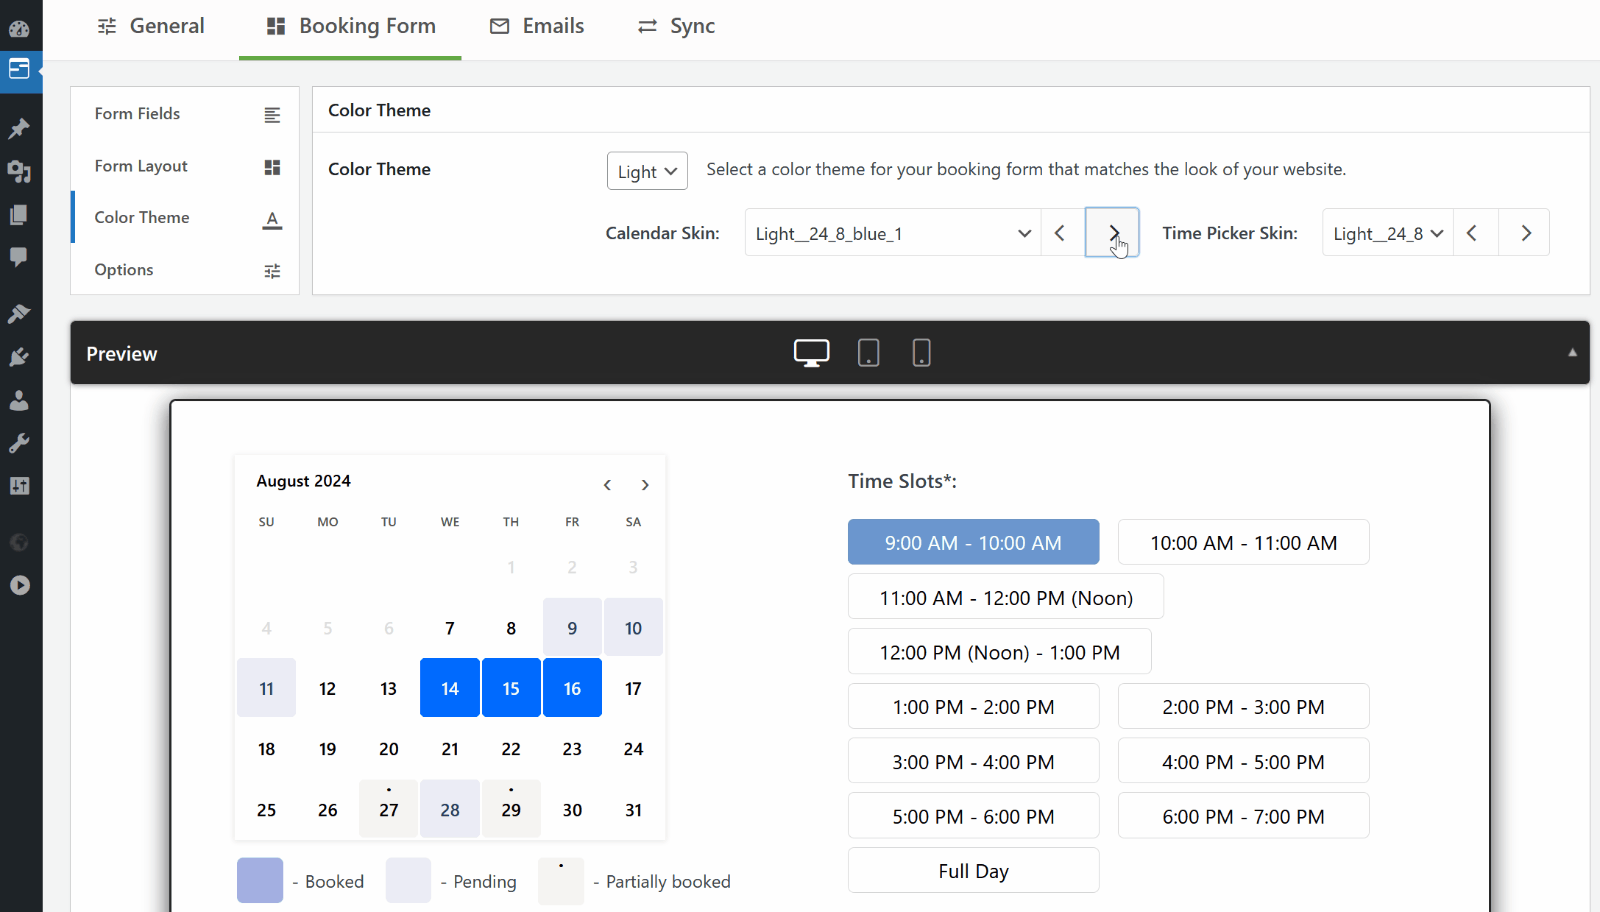 General
Booking Form
Emails
Sync
Form Fields
Form Layout
Color Theme
Options
Color Theme
Color Theme
Light
Select a color theme for your booking form that matches the look of your website.
Calendar Skin:
Light__24_8_blue_1
Time Picker Skin:
Light__24_8
Preview
August 2024
SU MO TU WE TH FR SA
1 2 3
4 5 6 7 8 9 10
11 12 13 14 15 16 17
18 19 20 21 22 23 24
25 26 27 28 29 30 31
- Booked
- Pending
- Partially booked
Time Slots*:
9:00 AM - 10:00 AM
10:00 AM - 11:00 AM
11:00 AM - 12:00 PM (Noon)
12:00 PM (Noon) - 1:00 PM
1:00 PM - 2:00 PM
2:00 PM - 3:00 PM
3:00 PM - 4:00 PM
4:00 PM - 5:00 PM
5:00 PM - 6:00 PM
6:00 PM - 7:00 PM
Full Day